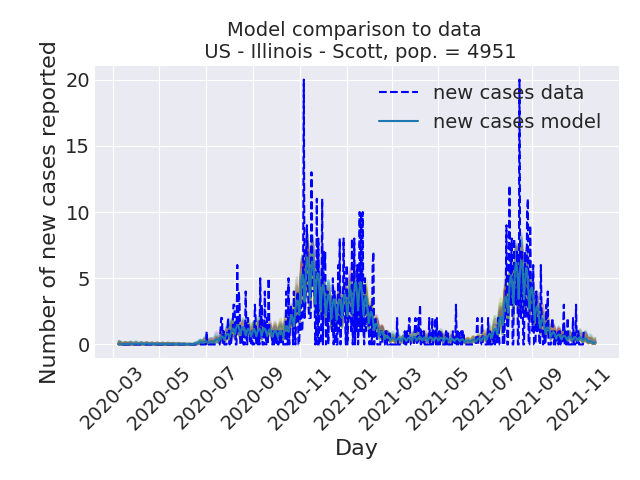 Model comparison to data
US - Illinois - Scott, pop. = 4951
Number of new cases reported
20
15
10
5
0
new cases data
new cases model
2020-03
2020-05
2020-07
2020-09
2020-11
2021-01
2021-03
2021-05
2021-07
2021-09
2021-11
Day